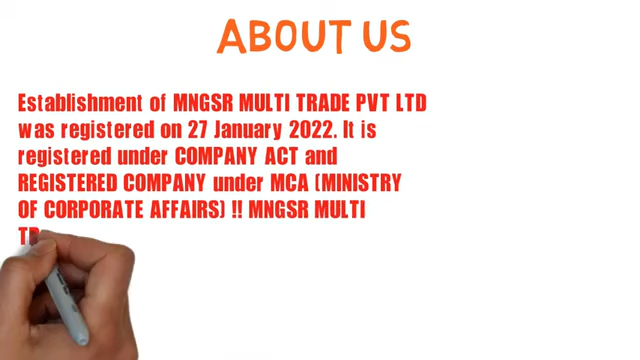 ABOUT US
Establishment of MNGSR MULTI TRADE PVT LTD
was registered on 27 January 2022. It is
registered under COMPANY ACT and
REGISTERED COMPANY under MCA (MINISTRY
OF CORPORATE AFFAIRS) !! MNGSR MULTI